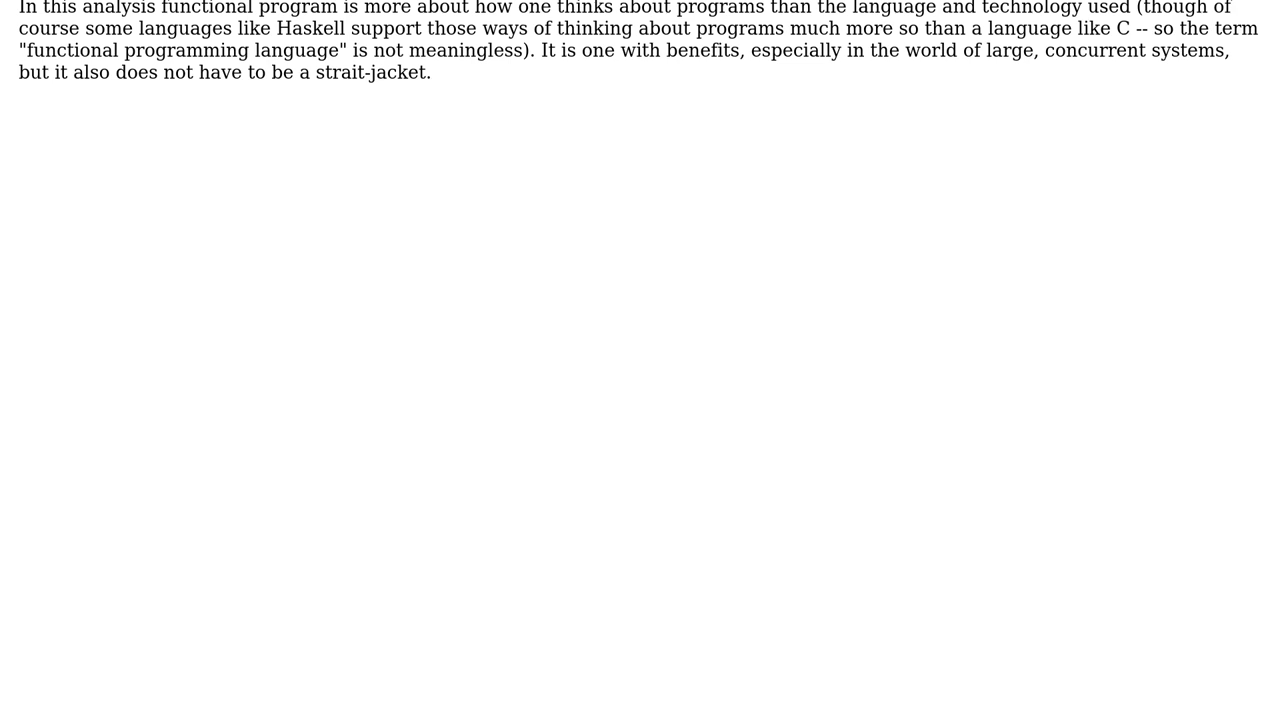 In this analysis functional program is more about how one thinks about programs than the language and technology used (though of
course some languages like Haskell support those ways of thinking about programs much more so than a language like C -- so the term
"functional programming language" is not meaningless). It is one with benefits, especially in the world of large, concurrent systems,
but it also does not have to be a strait-jacket.